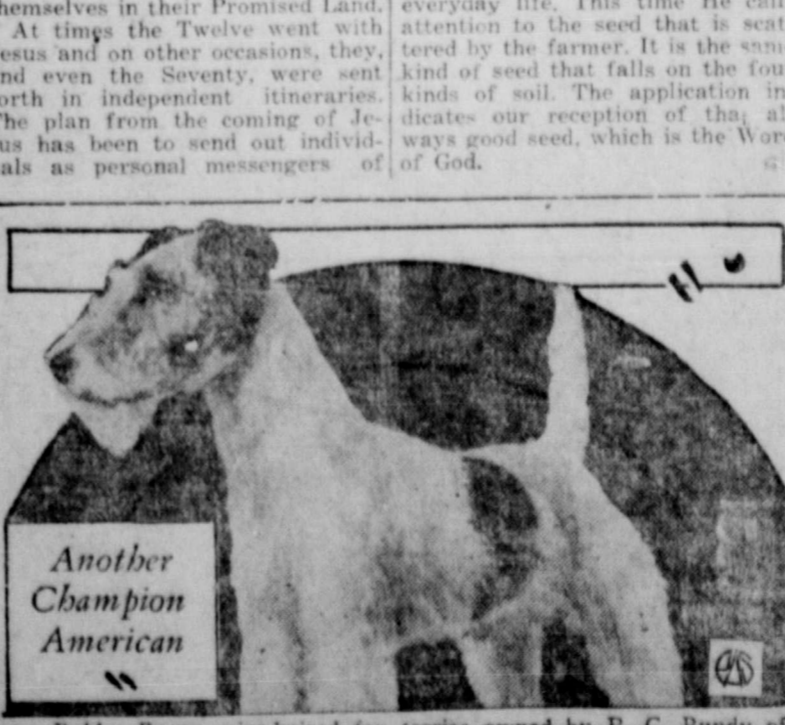 themselves in their Promised Land.
At times the Twelve went with
esus and on other occasions, they,
nd even the Seventy, were sent
orth in independent itineraries.
The plan from the coming of Je-
us has been to send out individ-
als as personal messengers of
everyday life. This time He call
attention to the seed that is scat
tered by the farmer. It is the same
kind of seed that falls on the fou
kinds of soil. The application in
dicates our reception of that al
ways good seed, which is the Word
of God.
Another
Champion
American
owned by